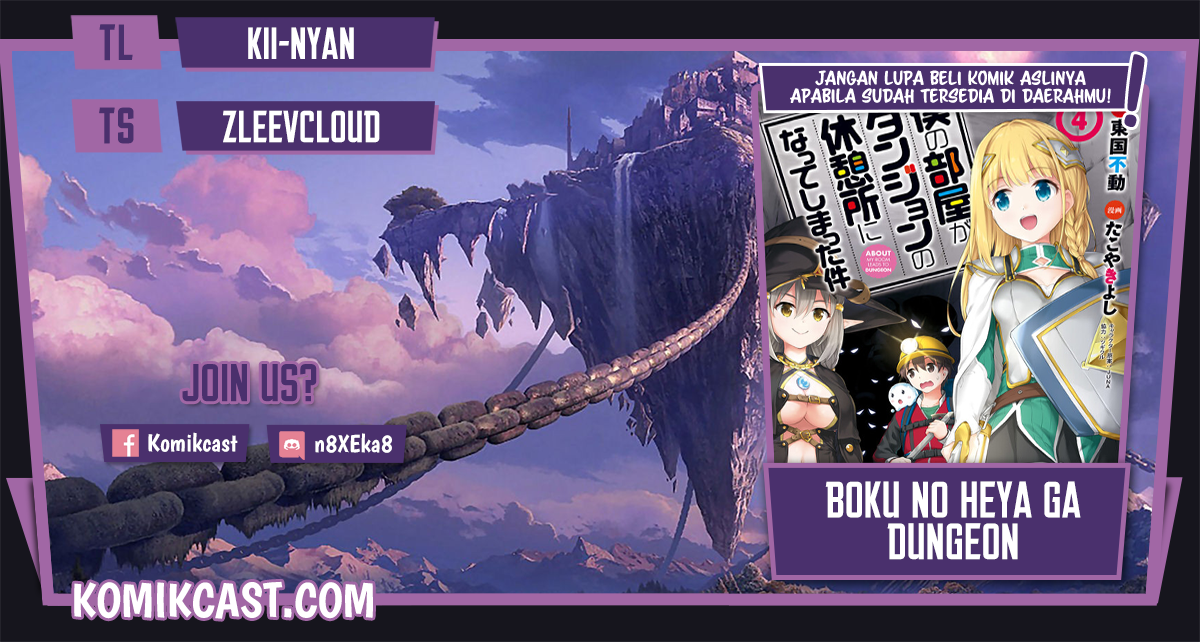 TL
KII-NYAN
TS
ZLEEVCLOUD
JANGAN LUPA BELI KOMIK ASLINYA
APABILA SUDAH TERSEDIA DI DAERAHMU!
4
僕の部屋が
ダンジョンの
休憩所に
なってしまった件
ABOUT
MY ROOM
LEADS TO
DUNGEON
東国不動
漫画
たこやきよし
JOIN US?
Komikcast
n8XEka8
BOKU NO HEYA GA
DUNGEON
KOMIKCAST.COM